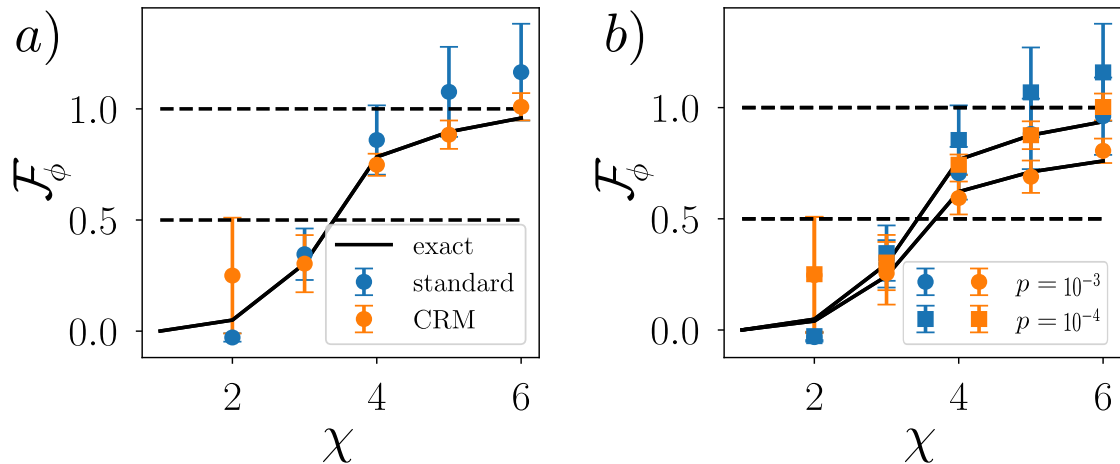 a)
1.0
0.5
0.0
𝓕_ϕ
2
4
6
χ
exact
standard
CRM
b)
1.0
0.5
0.0
𝓕_ϕ
2
4
6
χ
p = 10⁻³
p = 10⁻⁴